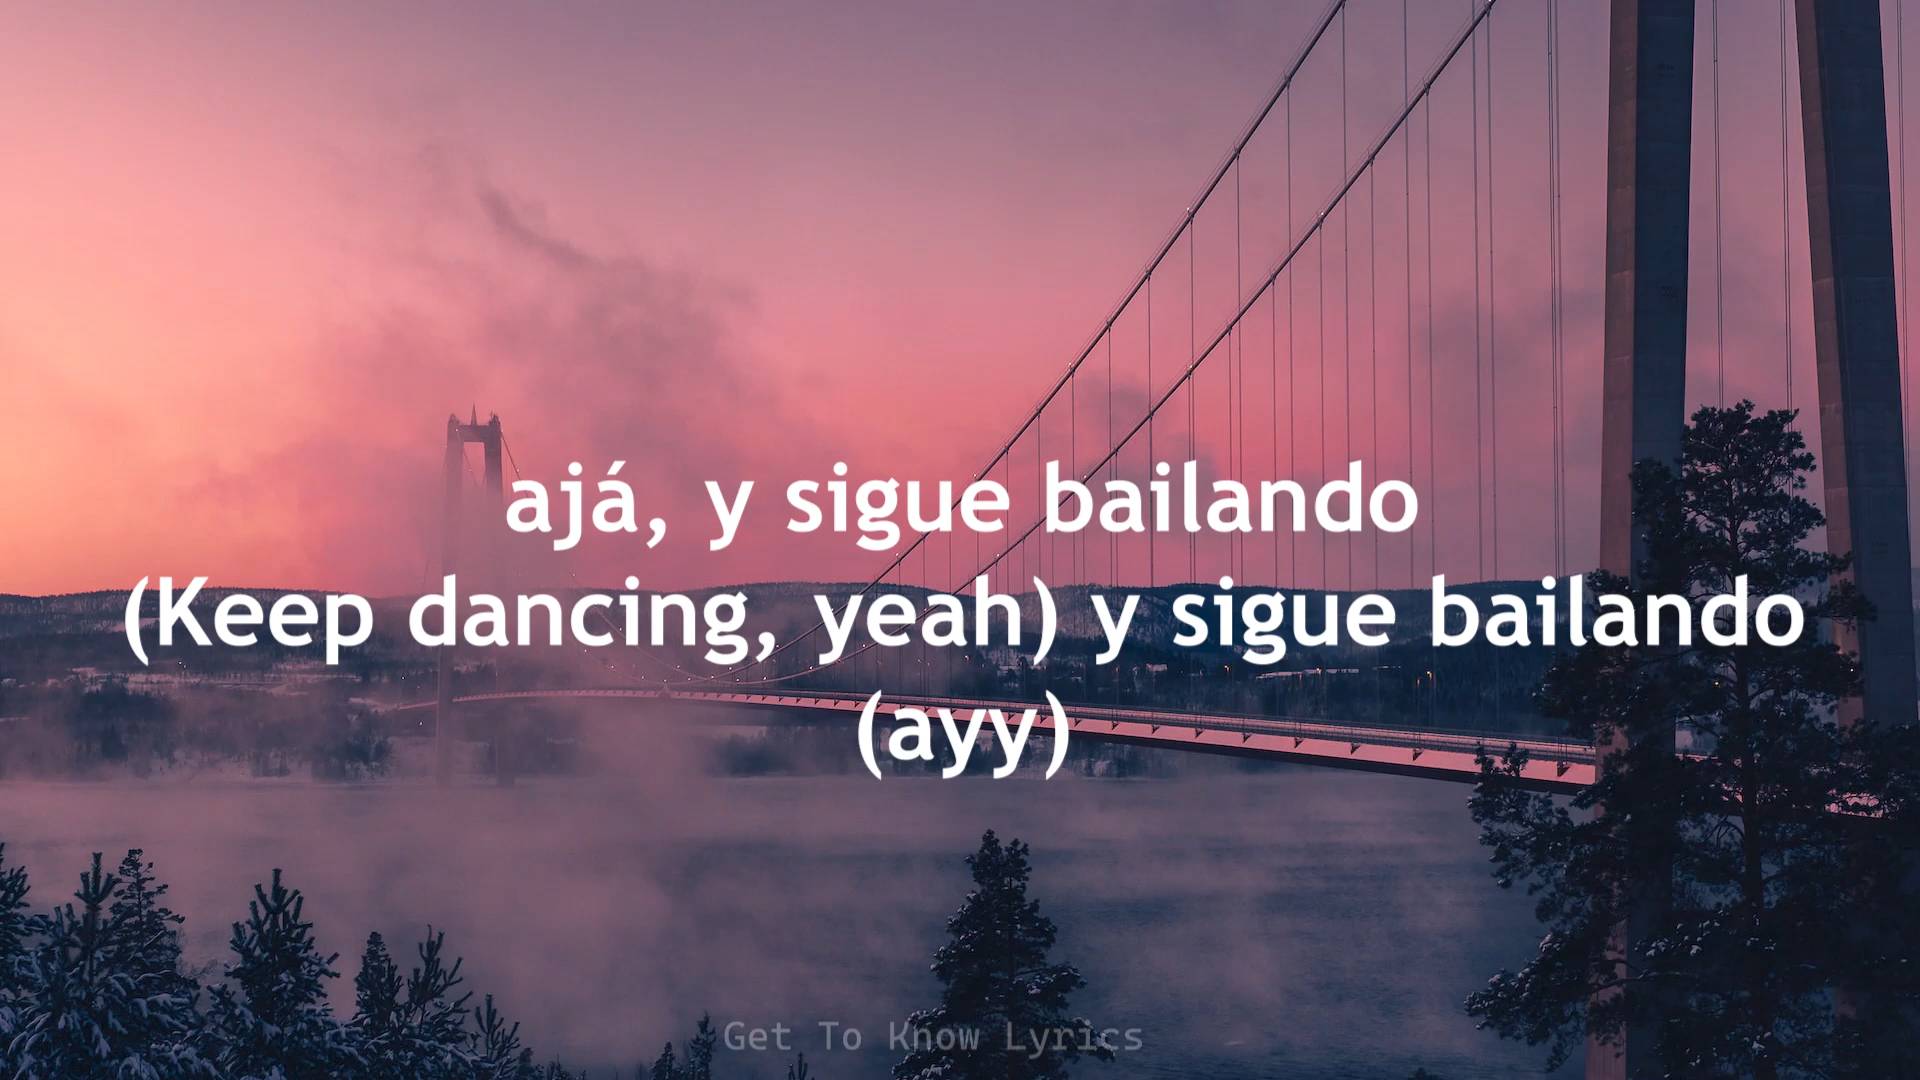 ajá, y sigue bailando
(Keep dancing, yeah) y sigue bailando
(ayy)
Get To Know Lyrics